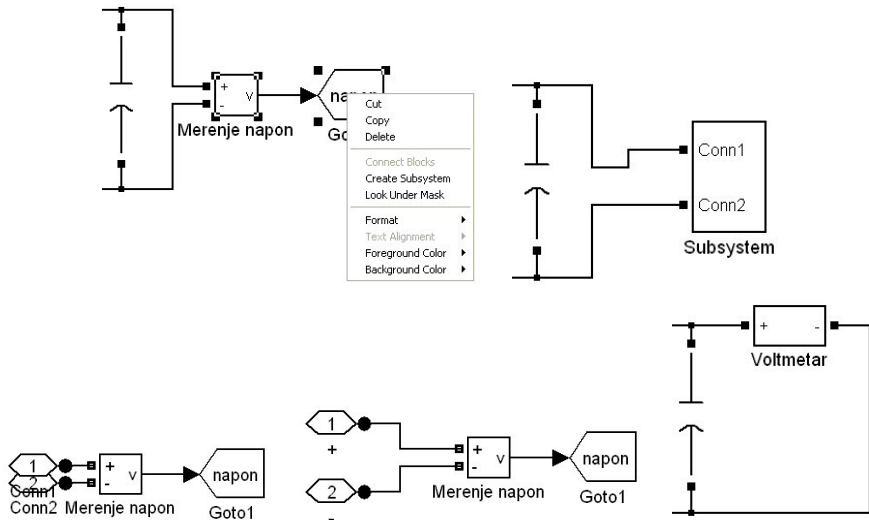 +
-
v
Merenje napon
napon
Cut
Copy
Delete
Connect Blocks
Create Subsystem
Look Under Mask
Format
Text Alignment
Foreground Color
Background Color
Conn1
Conn2
Subsystem
+ -
Voltmetar
1
2
Conn1
Conn2
+
-
v
Merenje napon
napon
Goto1
1
+
2
-
+
-
v
Merenje napon
napon
Goto1